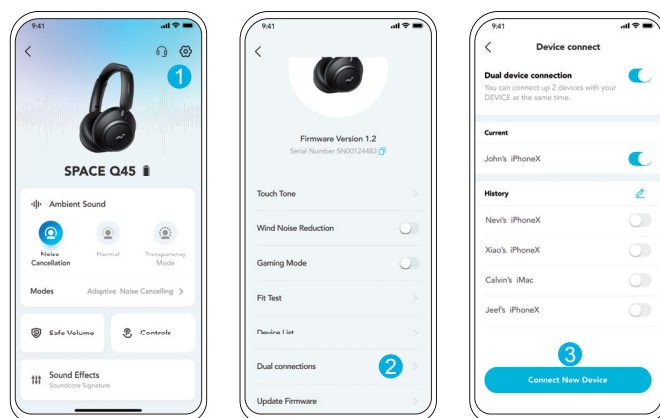 9:41
1
SPACE Q45
Ambient Sound
Noise
Cancellation
Normal
Transparency
Mode
Modes
Adaptive Noise Cancelling
Safe Volume
Controls
Sound Effects
Soundcore Signature
9:41
Firmware Version 1.2
Serial Number SN00124483
Touch Tone
Wind Noise Reduction
Gaming Mode
Fit Test
Device List
Dual connections
2
Update Firmware
9:41
Device connect
Dual device connection
You can connect up 2 devices with your
DEVICE at the same time.
Current
John's iPhoneX
History
Nevi's iPhoneX
Xiao's iPhoneX
Calvin's iMac
Jeef's iPhoneX
3
Connect New Device